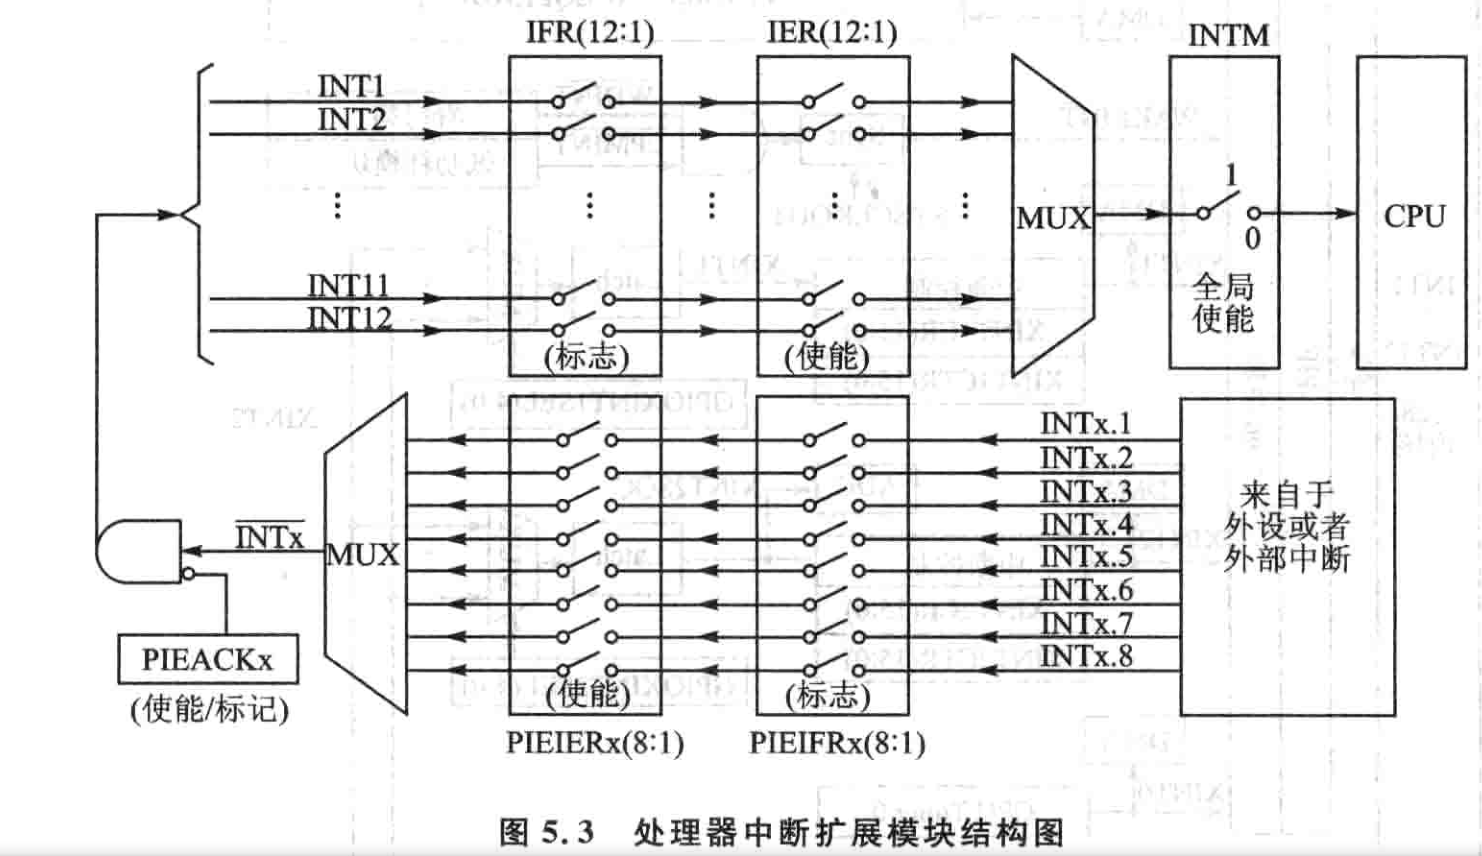 IFR(12:1)
IER(12:1)
INTM
INT1
INT2
⋮
⋮
⋮
⋮
⋮
INT11
INT12
(标志)
(使能)
MUX
1
0
全局
使能
CPU
INTx.1
INTx.2
INTx.3
INTx.4
INTx.5
INTx.6
INTx.7
INTx.8
来自于
外设或者
外部中断
(标志)
PIEIFRx(8:1)
(使能)
PIEIERx(8:1)
MUX
INTx
PIEACKx
(使能/标记)
图 5.3 处理器中断扩展模块结构图